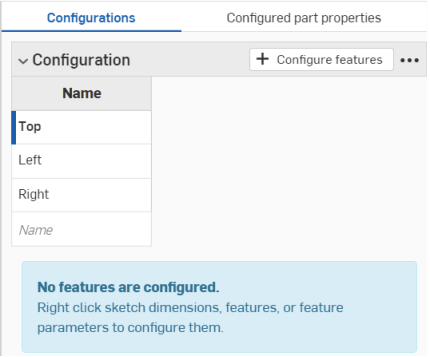 Configurations Configured part properties
Configuration + Configure features •••
Name
Top
Left
Right
Name
No features are configured.
Right click sketch dimensions, features, or feature
parameters to configure them.